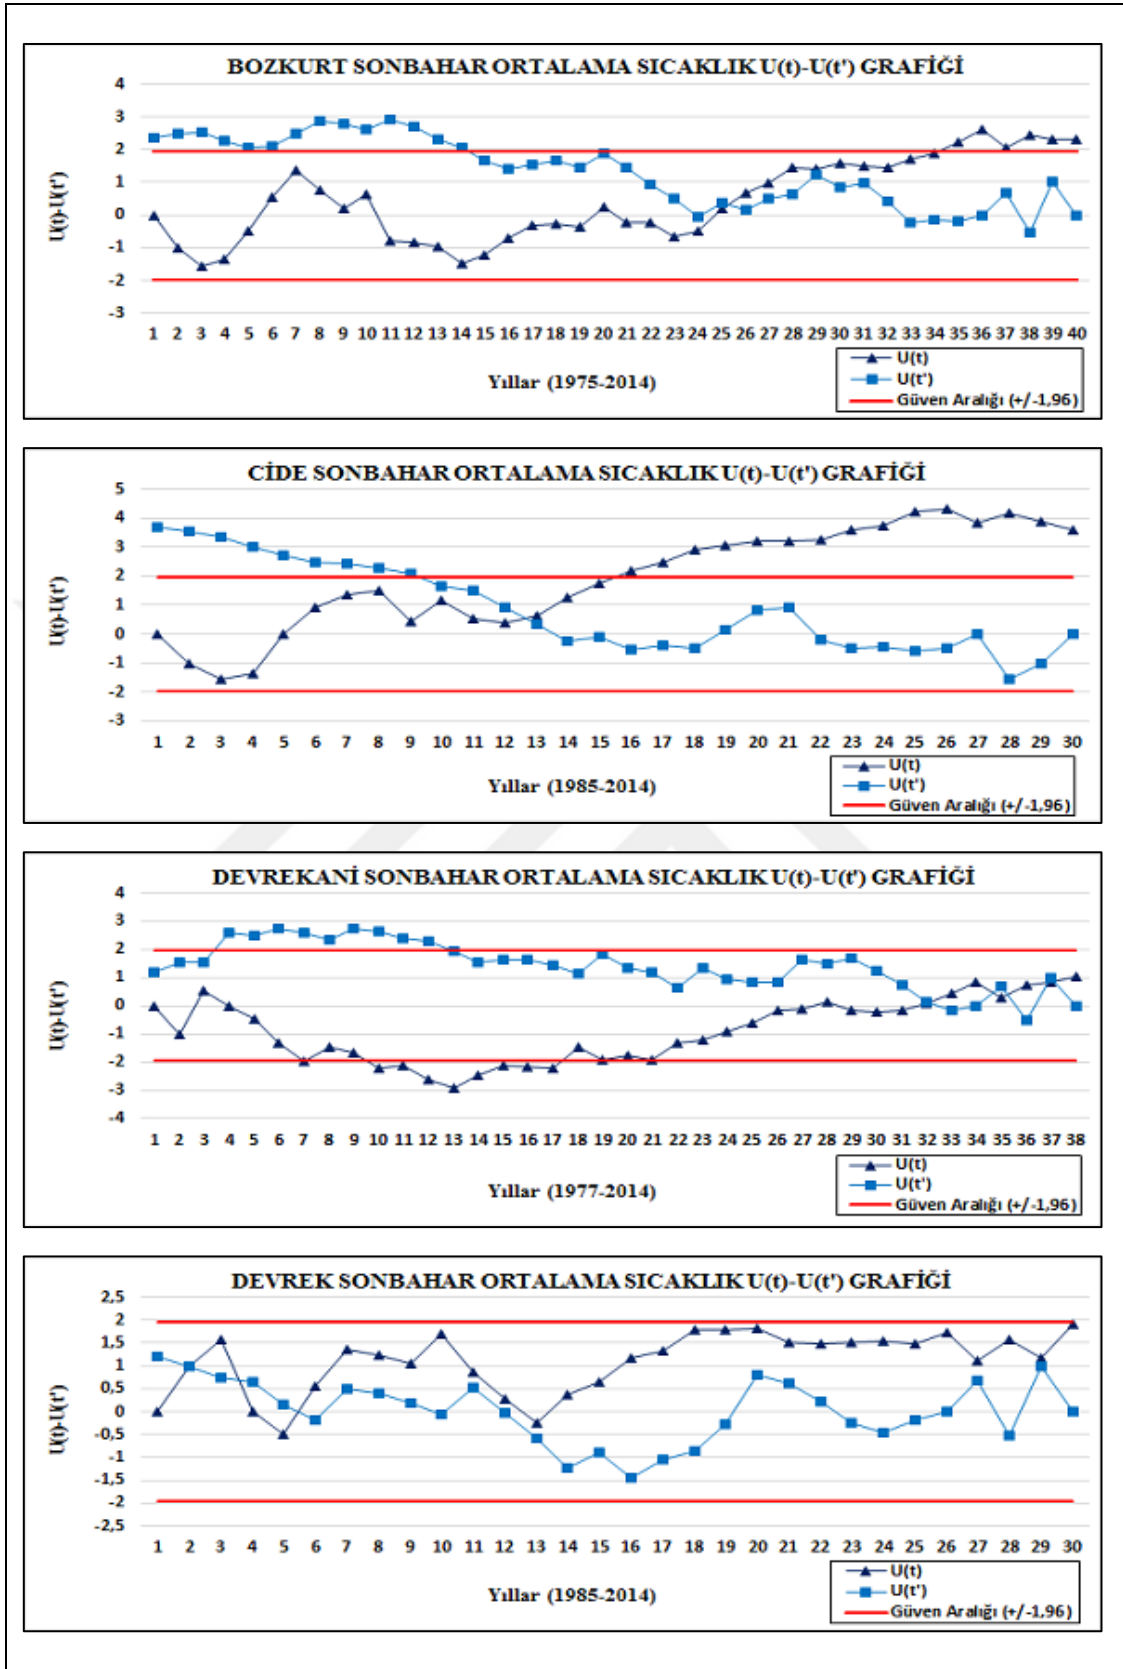 BOZKURT SONBAHAR ORTALAMA SICAKLIK U(t)-U(t') GRAFİĞİ
4
3
2
1
0
-1
-2
-3
U(t)-U(t')
1 2 3 4 5 6 7 8 9 10 11 12 13 14 15 16 17 18 19 20 21 22 23 24 25 26 27 28 29 30 31 32 33 34 35 36 37 38 39 40
Yıllar (1975-2014)
U(t)
U(t')
Güven Aralığı (+/-1,96)
CİDE SONBAHAR ORTALAMA SICAKLIK U(t)-U(t') GRAFİĞİ
5
4
3
2
1
0
-1
-2
-3
U(t)-U(t')
1 2 3 4 5 6 7 8 9 10 11 12 13 14 15 16 17 18 19 20 21 22 23 24 25 26 27 28 29 30
Yıllar (1985-2014)
U(t)
U(t')
Güven Aralığı (+/-1,96)
DEVREKANİ SONBAHAR ORTALAMA SICAKLIK U(t)-U(t') GRAFİĞİ
4
3
2
1
0
-1
-2
-3
-4
U(t)-U(t')
1 2 3 4 5 6 7 8 9 10 11 12 13 14 15 16 17 18 19 20 21 22 23 24 25 26 27 28 29 30 31 32 33 34 35 36 37 38
Yıllar (1977-2014)
U(t)
U(t')
Güven Aralığı (+/-1,96)
DEVREK SONBAHAR ORTALAMA SICAKLIK U(t)-U(t') GRAFİĞİ
2,5
2
1,5
1
0,5
0
-0,5
-1
-1,5
-2
-2,5
U(t)-U(t')
1 2 3 4 5 6 7 8 9 10 11 12 13 14 15 16 17 18 19 20 21 22 23 24 25 26 27 28 29 30
Yıllar (1985-2014)
U(t)
U(t')
Güven Aralığı (+/-1,96)